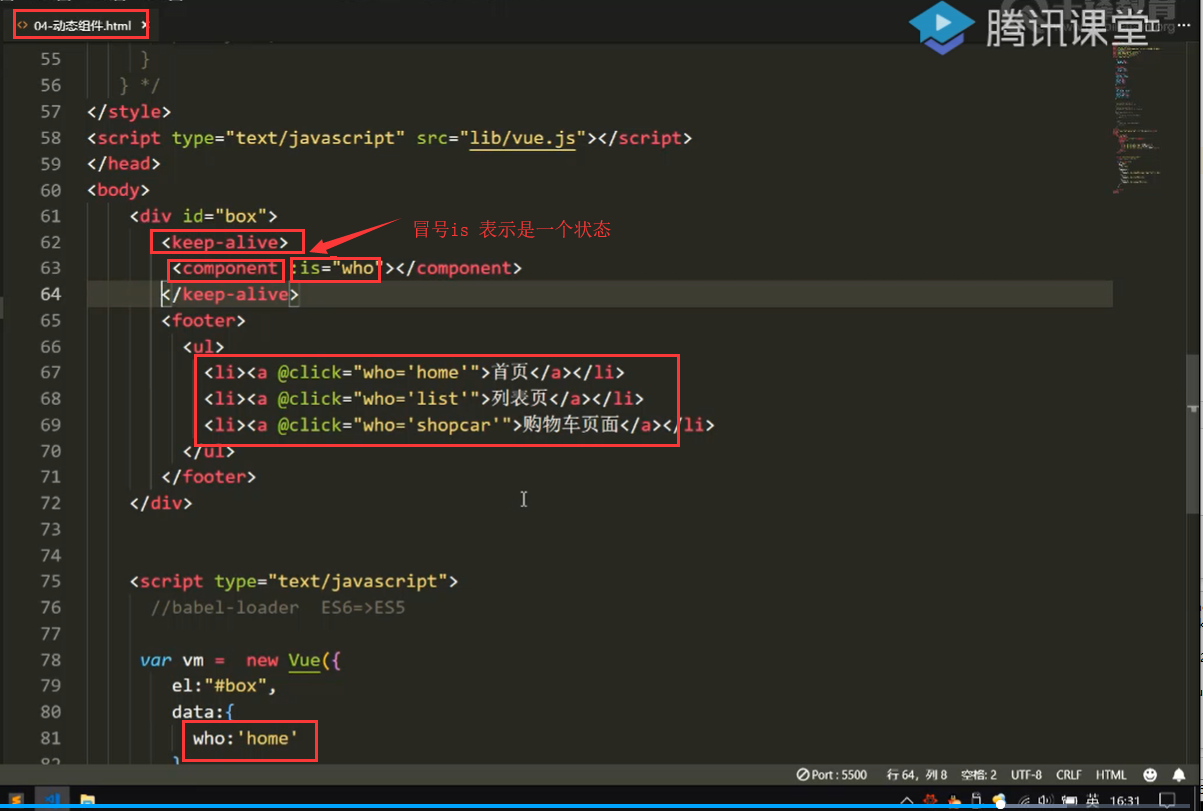 04-动态组件.html
腾讯课堂
55 }
56 } */
57 </style>
58 <script type="text/javascript" src="lib/vue.js"></script>
59 </head>
60 <body>
61 <div id="box">
冒号is 表示是一个状态
62 <keep-alive>
63 <component :is="who"></component>
64 </keep-alive>
65 <footer>
66 <ul>
67 <li><a @click="who='home'">首页</a></li>
68 <li><a @click="who='list'">列表页</a></li>
69 <li><a @click="who='shopcar'">购物车页面</a></li>
70 </ul>
71 </footer>
72 </div>
73
74
75 <script type="text/javascript">
76 //babel-loader ES6=>ES5
77
78 var vm = new Vue({
79 el:"#box",
80 data:{
81 who:'home'
82 }
Port : 5500 行 64，列 8 空格: 2 UTF-8 CRLF HTML
英 16:31